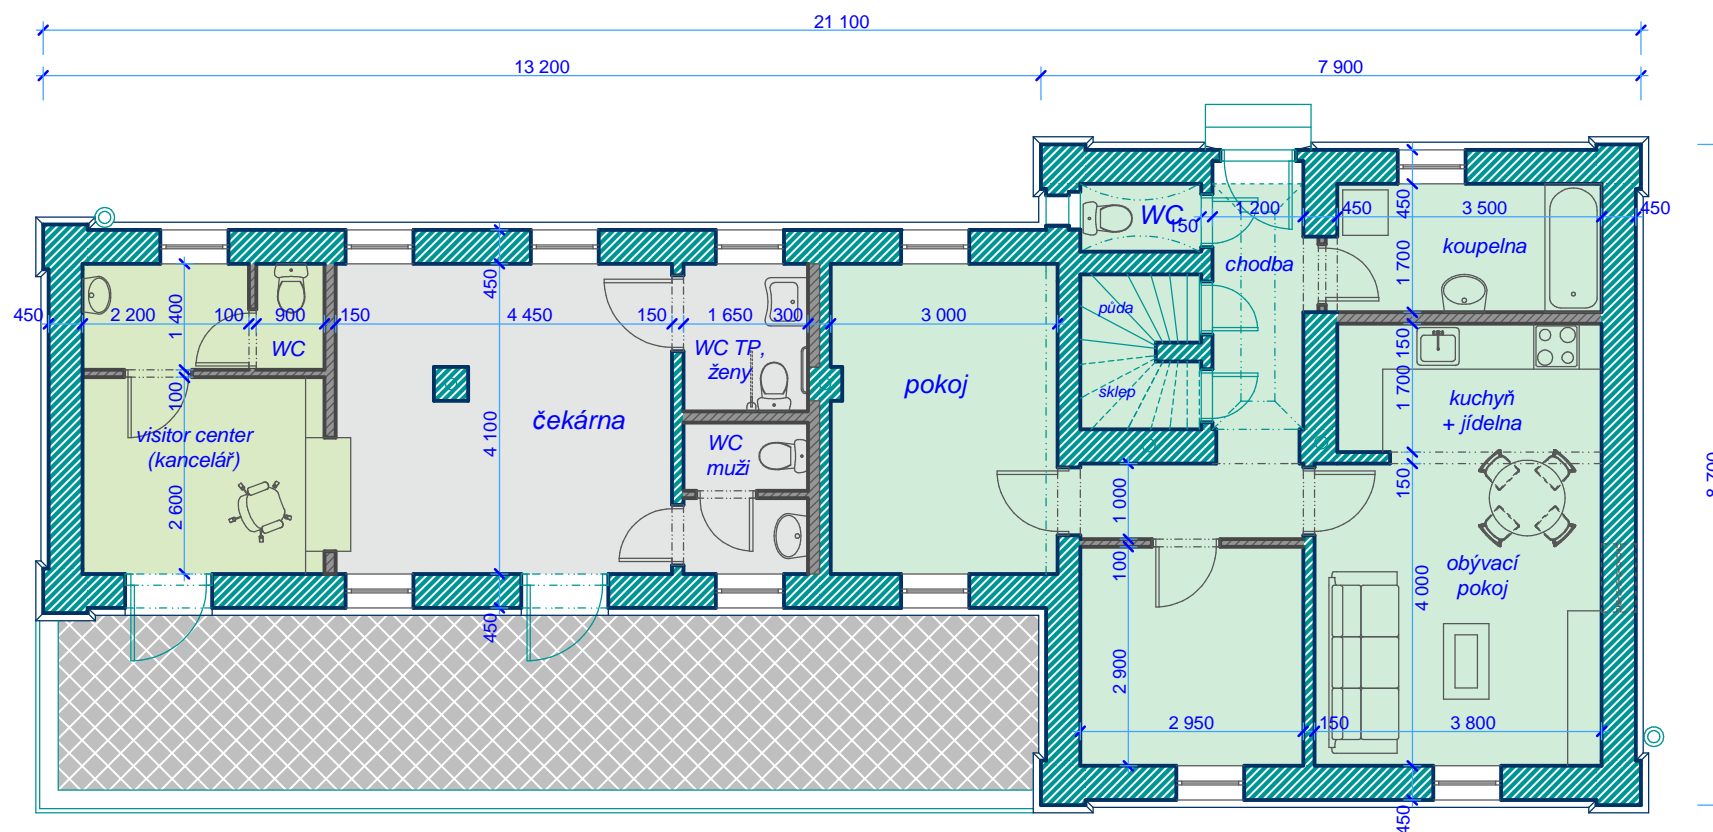 21 100
13 200
7 900
WC
150
1 200
450
450
3 500
450
koupelna
chodba
1 700
450
půda
sklep
450
2 200
1 400
100
900
150
4 450
150
1 650
300
3 000
WC
WC TP,
ženy
pokoj
150
1 700
kuchyň
+ jídelna
100
visitor center
(kancelář)
čekárna
4 100
WC
muži
2 600
150
1 000
100
obývací
pokoj
4 000
450
2 900
2 950
150
3 800
450
8 700